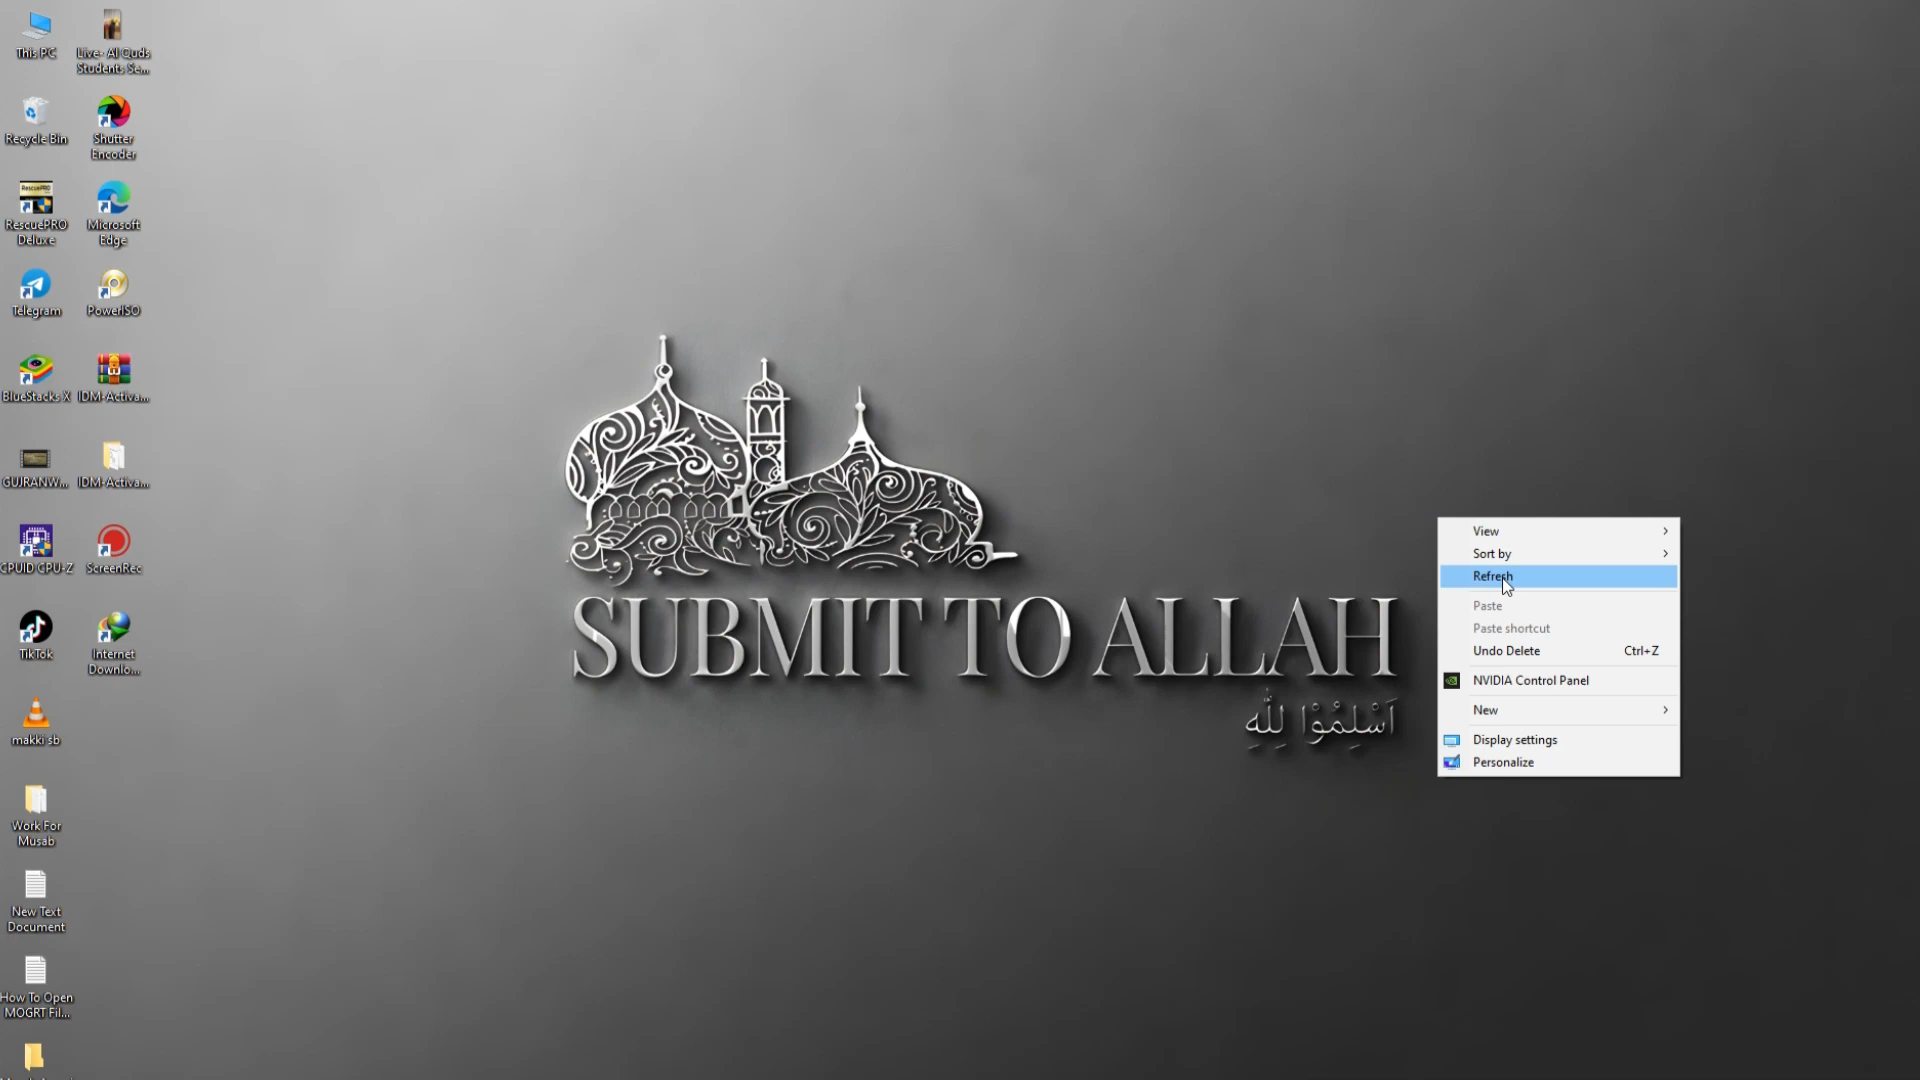 This PC
Live- Al Quds
Students Se...
Recycle Bin
Shutter
Encoder
RescuePRO
RescuePRO
Deluxe
Microsoft
Edge
Telegram
PowerISO
BlueStacks X
IDM-Activa...
GUJRANW...
IDM-Activa...
CPUID CPU-Z
ScreenRec
TikTok
Internet
Downlo...
makki sb
Work For
Musab
New Text
Document
How To Open
MOGRT Fil...
SUBMIT TO ALLAH
اَسْلِمُوْا لِلّٰهِ
View
Sort by
Refresh
Paste
Paste shortcut
Undo Delete Ctrl+Z
NVIDIA Control Panel
New
Display settings
Personalize